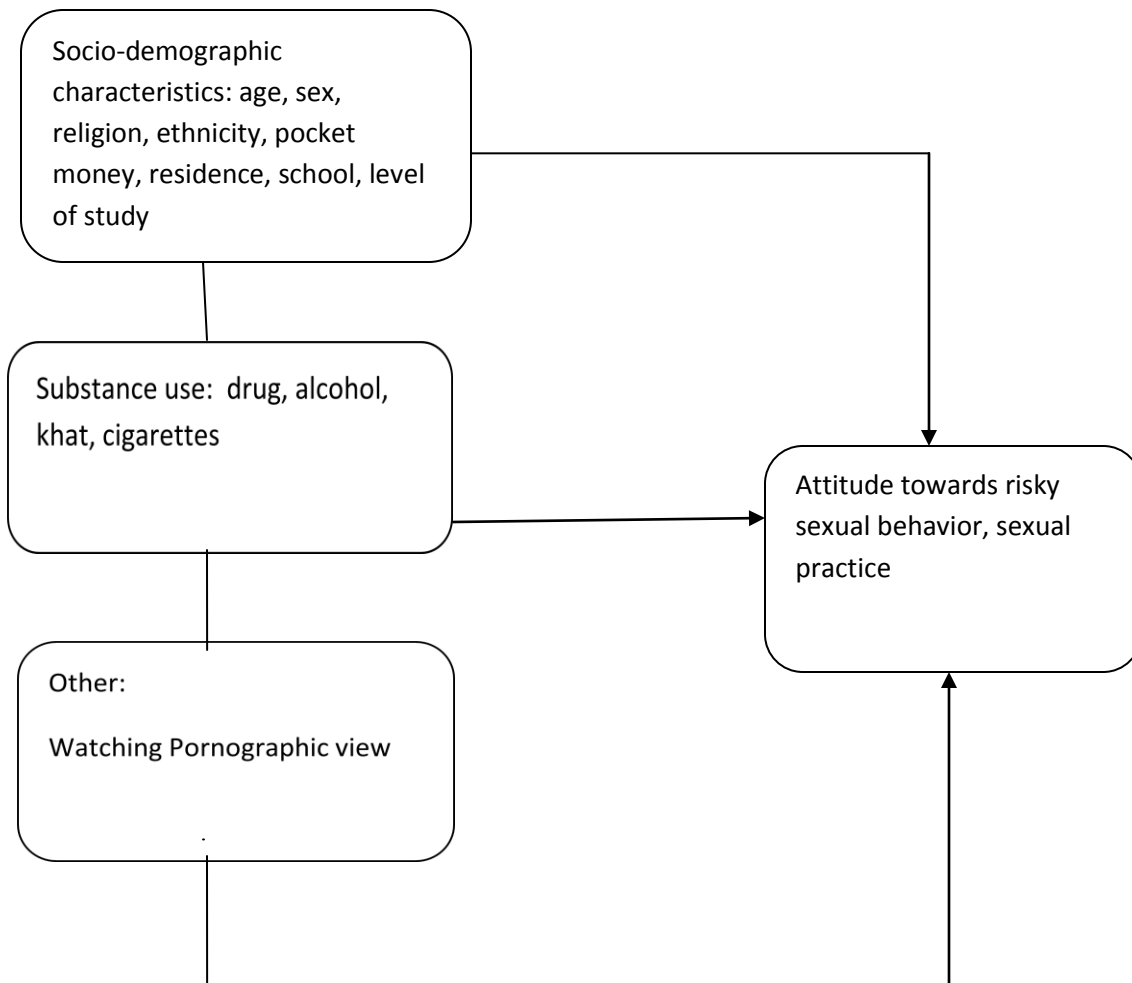 Socio-demographic
characteristics: age, sex,
religion, ethnicity, pocket
money, residence, school, level
of study
Substance use:  drug, alcohol,
khat, cigarettes
Attitude towards risky
sexual behavior, sexual
practice
Other:
Watching Pornographic view
.